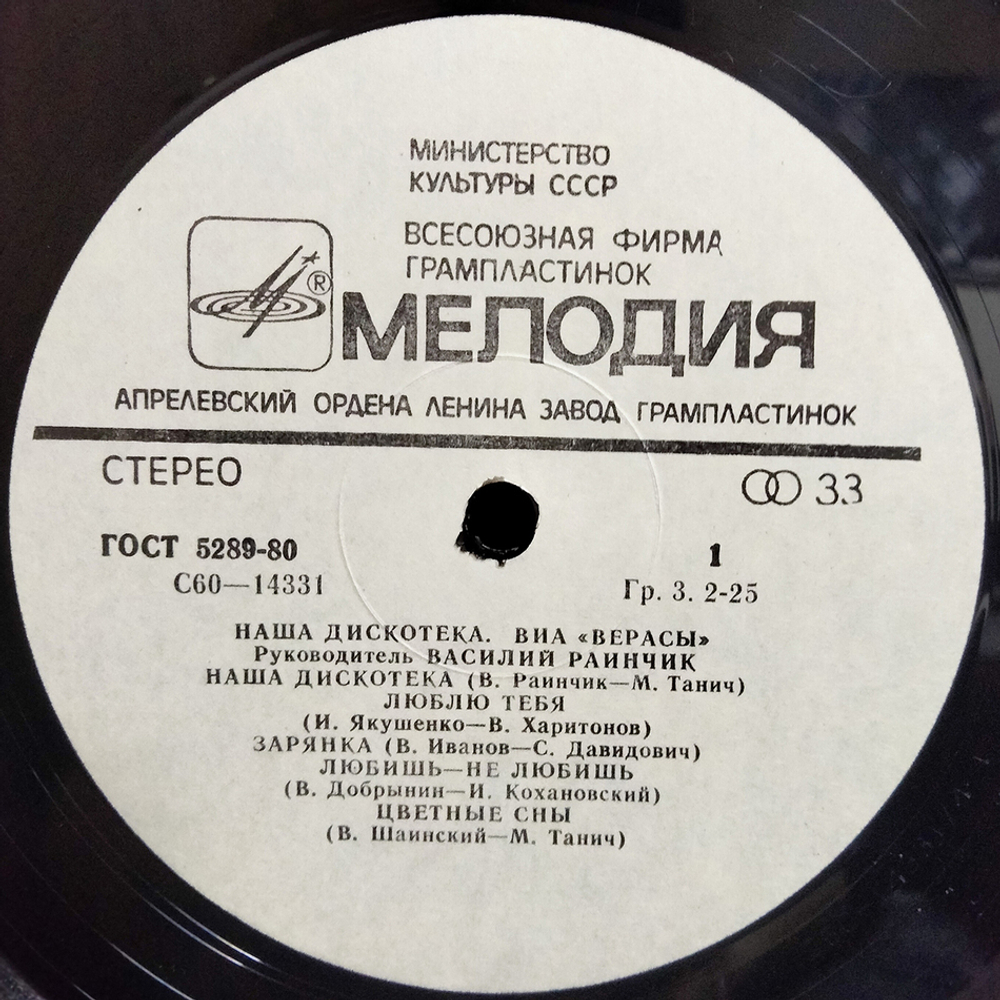 МИНИСТЕРСТВО
КУЛЬТУРЫ СССР
ВСЕСОЮЗНАЯ ФИРМА
ГРАМПЛАСТИНОК
®
МЕЛОДИЯ
АПРЕЛЕВСКИЙ ОРДЕНА ЛЕНИНА ЗАВОД ГРАМПЛАСТИНОК
СТЕРЕО
33
ГОСТ 5289-80
1
С60—14331
Гр. 3. 2-25
НАША ДИСКОТЕКА. ВИА «ВЕРАСЫ»
Руководитель ВАСИЛИЙ РАИНЧИК
НАША ДИСКОТЕКА (В. Раинчик—М. Танич)
ЛЮБЛЮ ТЕБЯ
(И. Якушенко—В. Харитонов)
ЗАРЯНКА (В. Иванов—С. Давидович)
ЛЮБИШЬ—НЕ ЛЮБИШЬ
(В. Добрынин—И. Кохановский)
ЦВЕТНЫЕ СНЫ
(В. Шаинский—М. Танич)